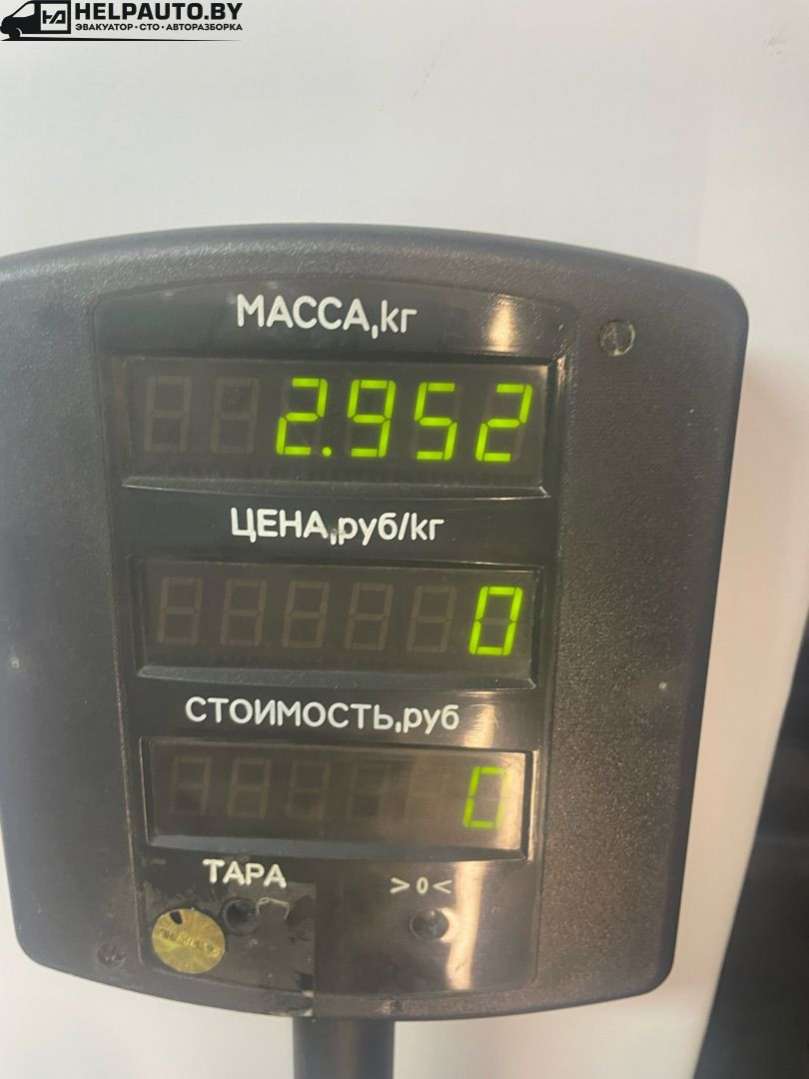 HELPAUTO.BY
ЭВАКУАТОР • СТО • АВТОРАЗБОРКА
МАССА,кг
2.952
ЦЕНА,руб/кг
0
СТОИМОСТЬ,руб
0
ТАРА
>0<